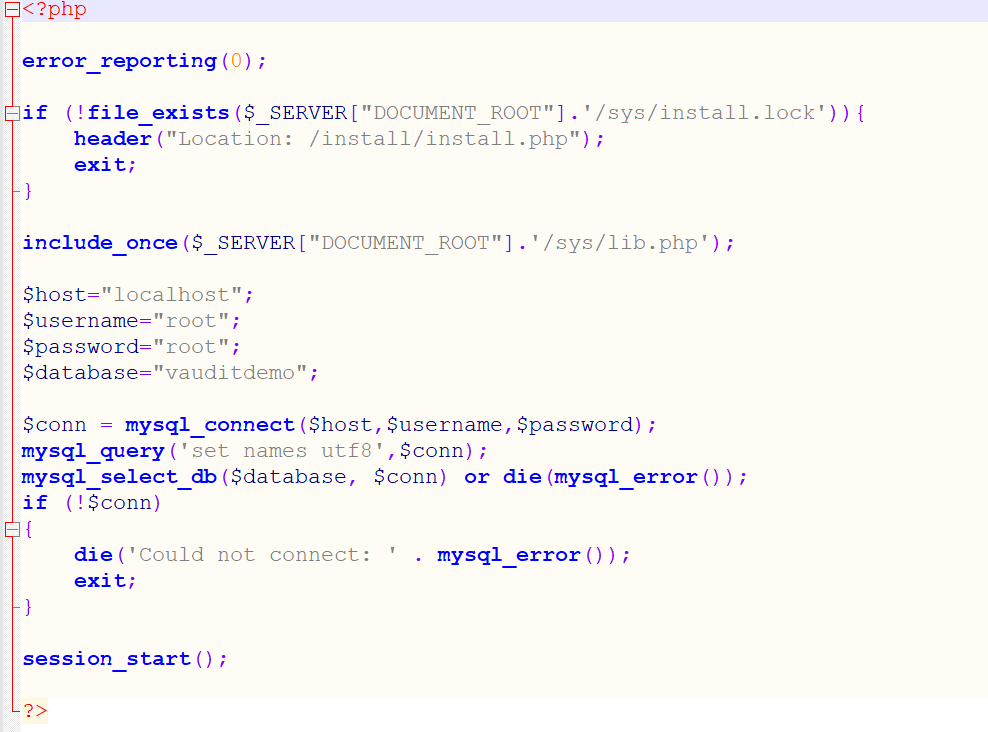 <?php
error_reporting(0);
if (!file_exists($_SERVER["DOCUMENT_ROOT"].'/sys/install.lock')){
    header("Location: /install/install.php");
    exit;
}
include_once($_SERVER["DOCUMENT_ROOT"].'/sys/lib.php');
$host="localhost";
$username="root";
$password="root";
$database="vauditdemo";
$conn = mysql_connect($host,$username,$password);
mysql_query('set names utf8',$conn);
mysql_select_db($database, $conn) or die(mysql_error());
if (!$conn)
{
    die('Could not connect: ' . mysql_error());
    exit;
}
session_start();
?>